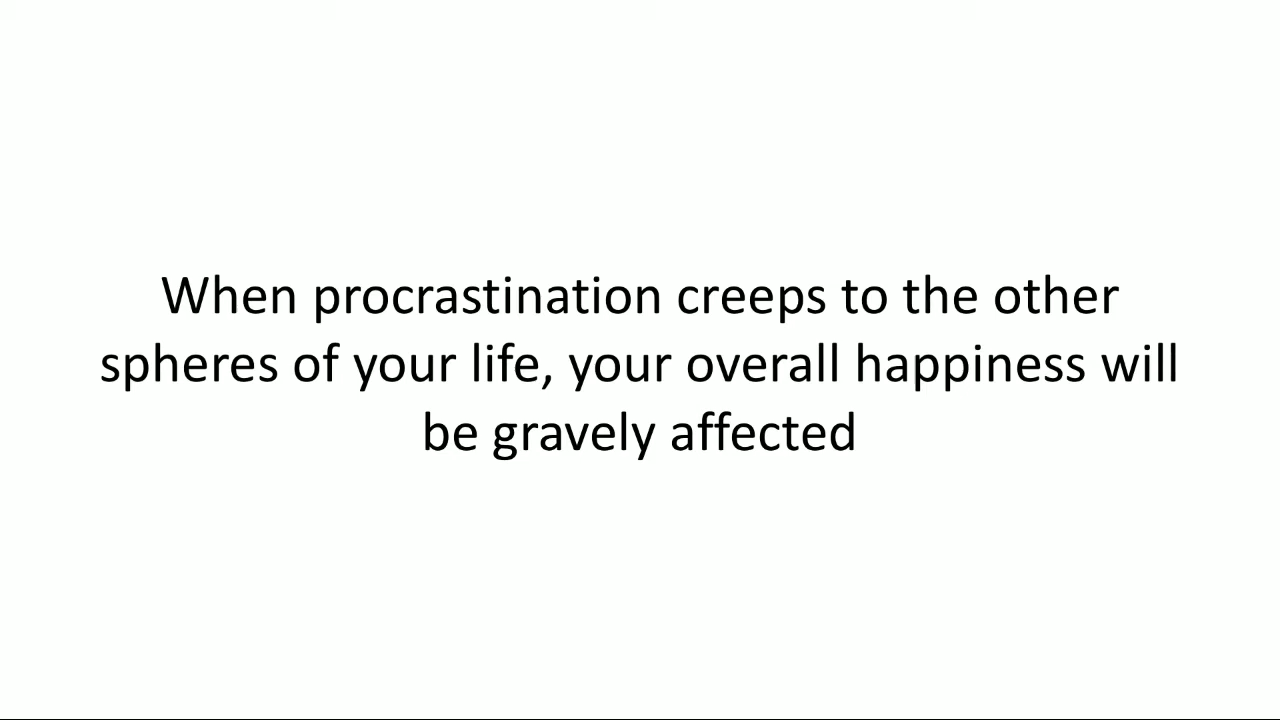 When procrastination creeps to the other
spheres of your life, your overall happiness will
be gravely affected